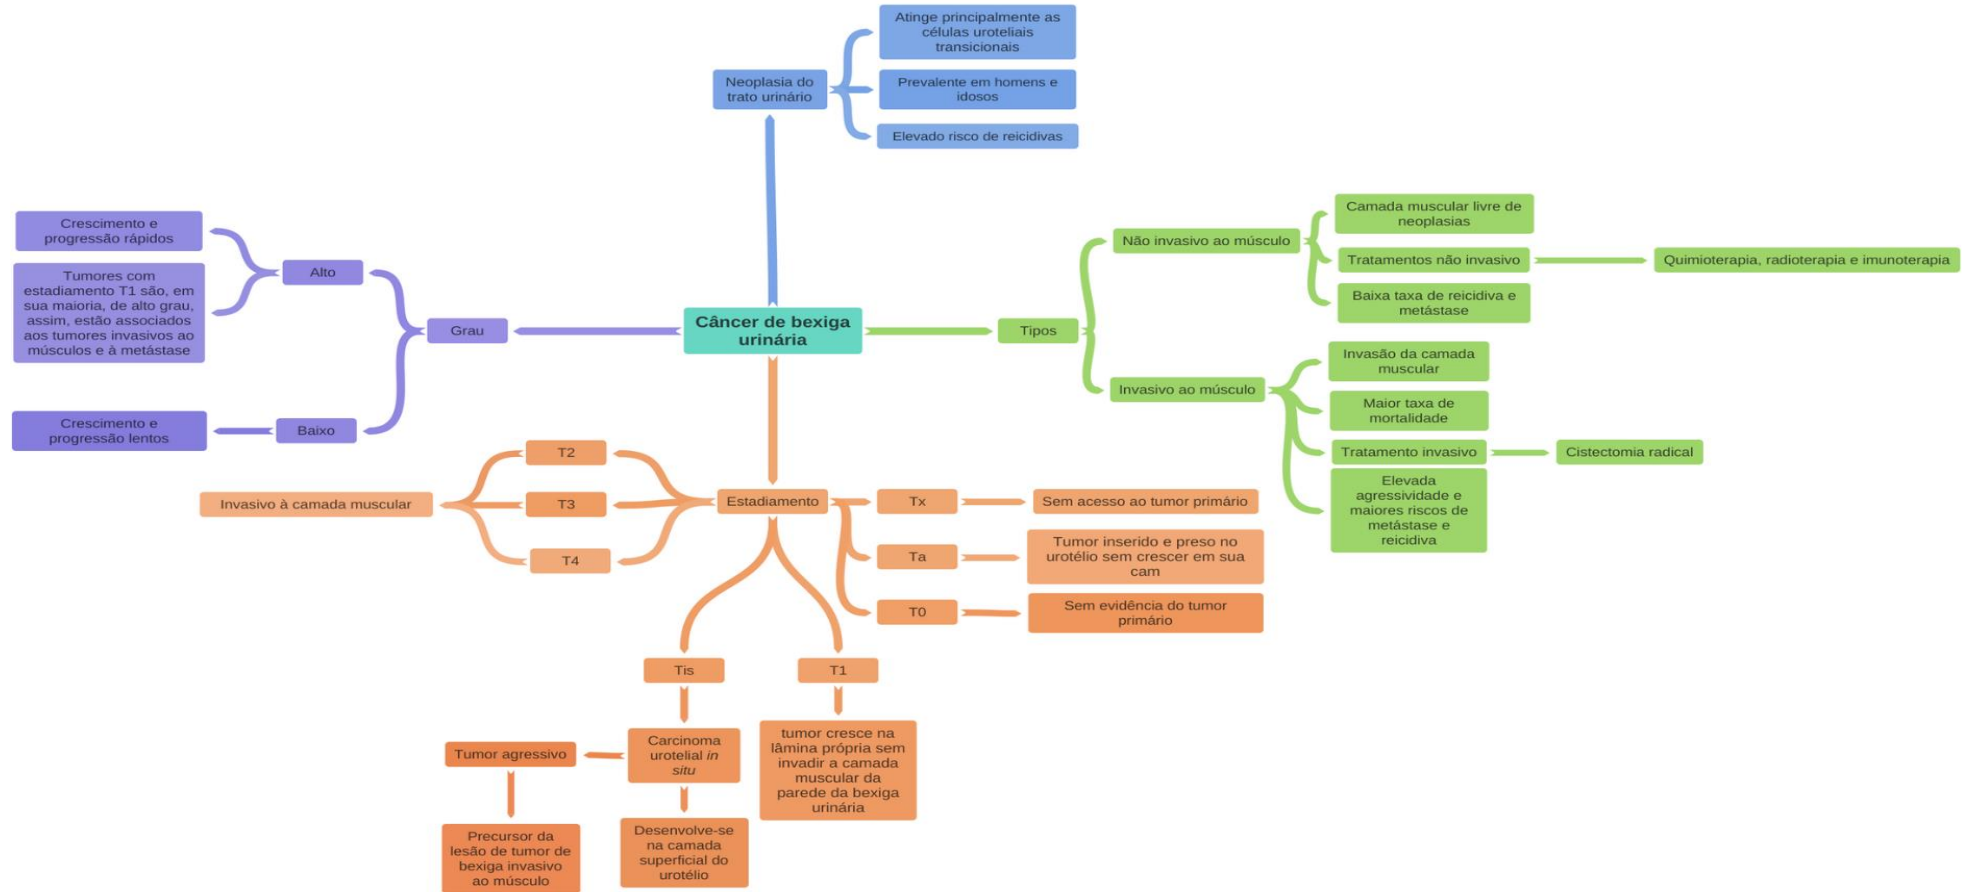 Câncer de bexiga
urinária
Neoplasia do
trato urinário
Atinge principalmente as
células uroteliais
transicionais
Prevalente em homens e
idosos
Elevado risco de reicidivas
Tipos
Não invasivo ao músculo
Camada muscular livre de
neoplasias
Tratamentos não invasivo
Quimioterapia, radioterapia e imunoterapia
Baixa taxa de reicidiva e
metástase
Invasivo ao músculo
Invasão da camada
muscular
Maior taxa de
mortalidade
Tratamento invasivo
Cistectomia radical
Elevada
agressividade e
maiores riscos de
metástase e
reicidiva
Grau
Alto
Crescimento e
progressão rápidos
Tumores com
estadiamento T1 são, em
sua maioria, de alto grau,
assim, estão associados
aos tumores invasivos ao
músculos e à metástase
Baixo
Crescimento e
progressão lentos
Estadiamento
T2
T3
T4
Invasivo à camada muscular
Tx
Sem acesso ao tumor primário
Ta
Tumor inserido e preso no
urotélio sem crescer em sua
cam
T0
Sem evidência do tumor
primário
Tis
Carcinoma
urotelial in
situ
Tumor agressivo
Precursor da
lesão de tumor de
bexiga invasivo
ao músculo
Desenvolve-se
na camada
superficial do
urotélio
T1
tumor cresce na
lâmina própria sem
invadir a camada
muscular da
parede da bexiga
urinária